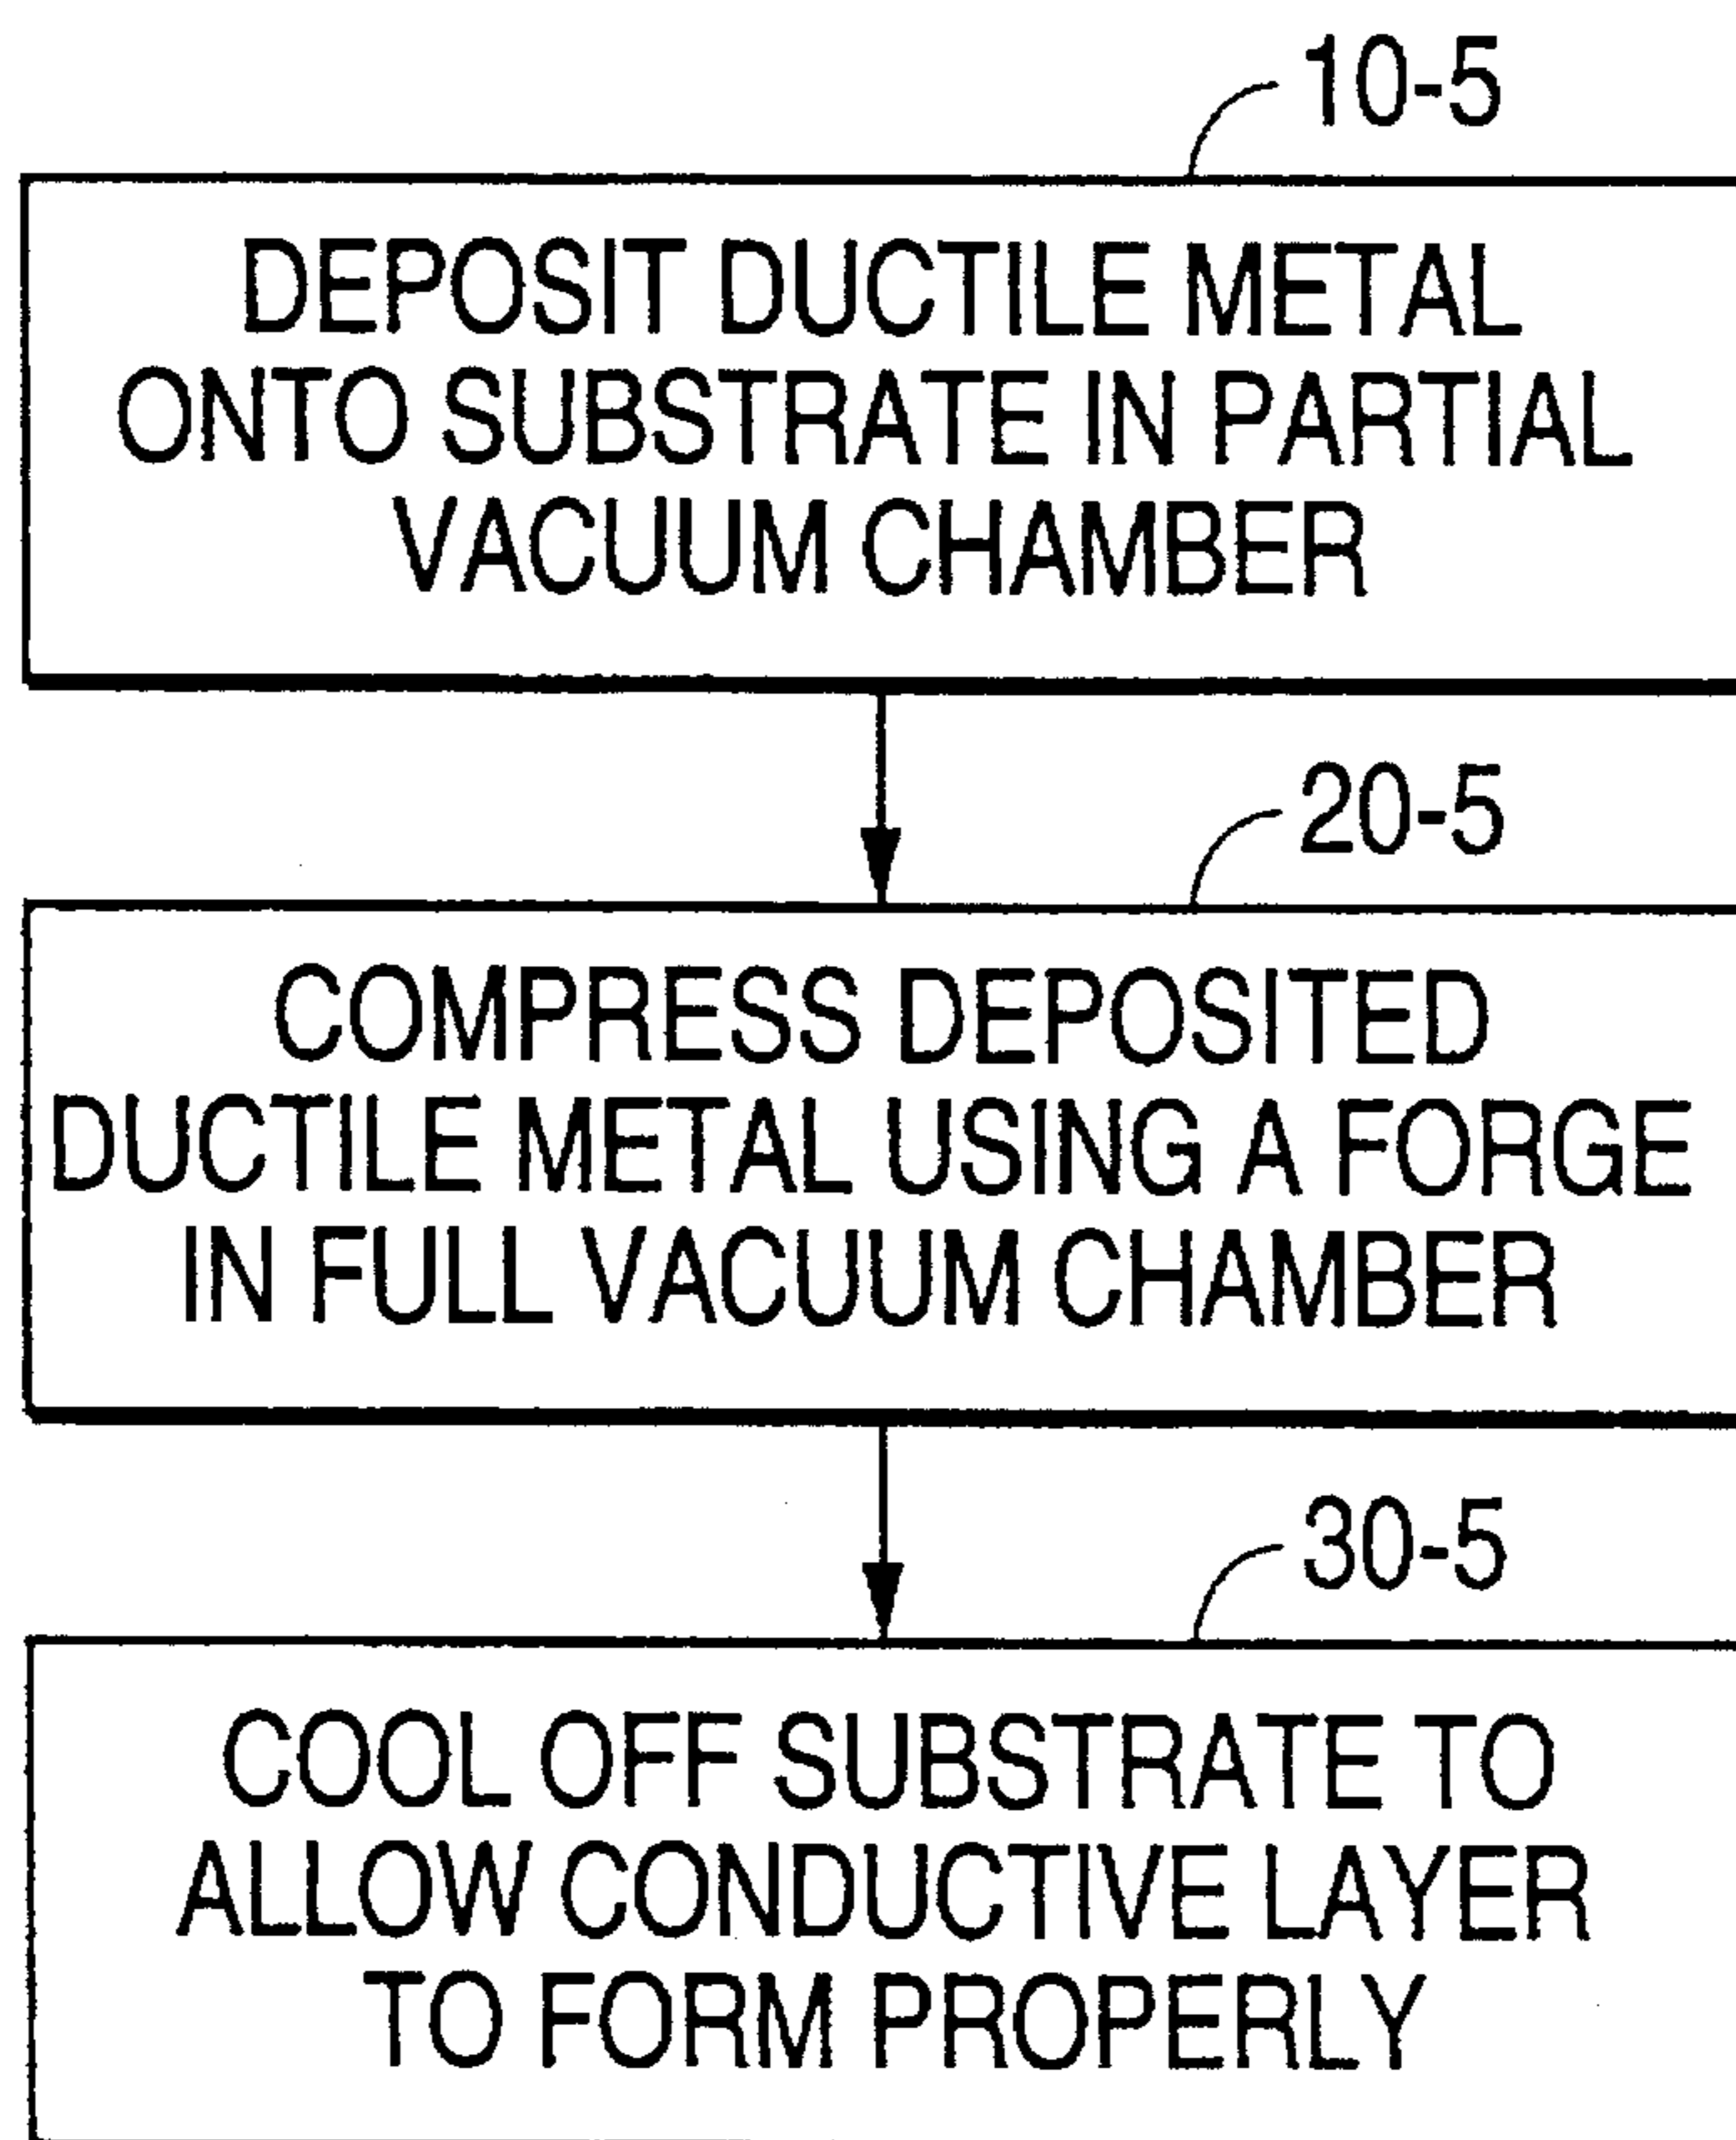 10-5
DEPOSIT DUCTILE METAL
ONTO SUBSTRATE IN PARTIAL
VACUUM CHAMBER
20-5
COMPRESS DEPOSITED
DUCTILE METAL USING A FORGE
IN FULL VACUUM CHAMBER
30-5
COOL OFF SUBSTRATE TO
ALLOW CONDUCTIVE LAYER
TO FORM PROPERLY